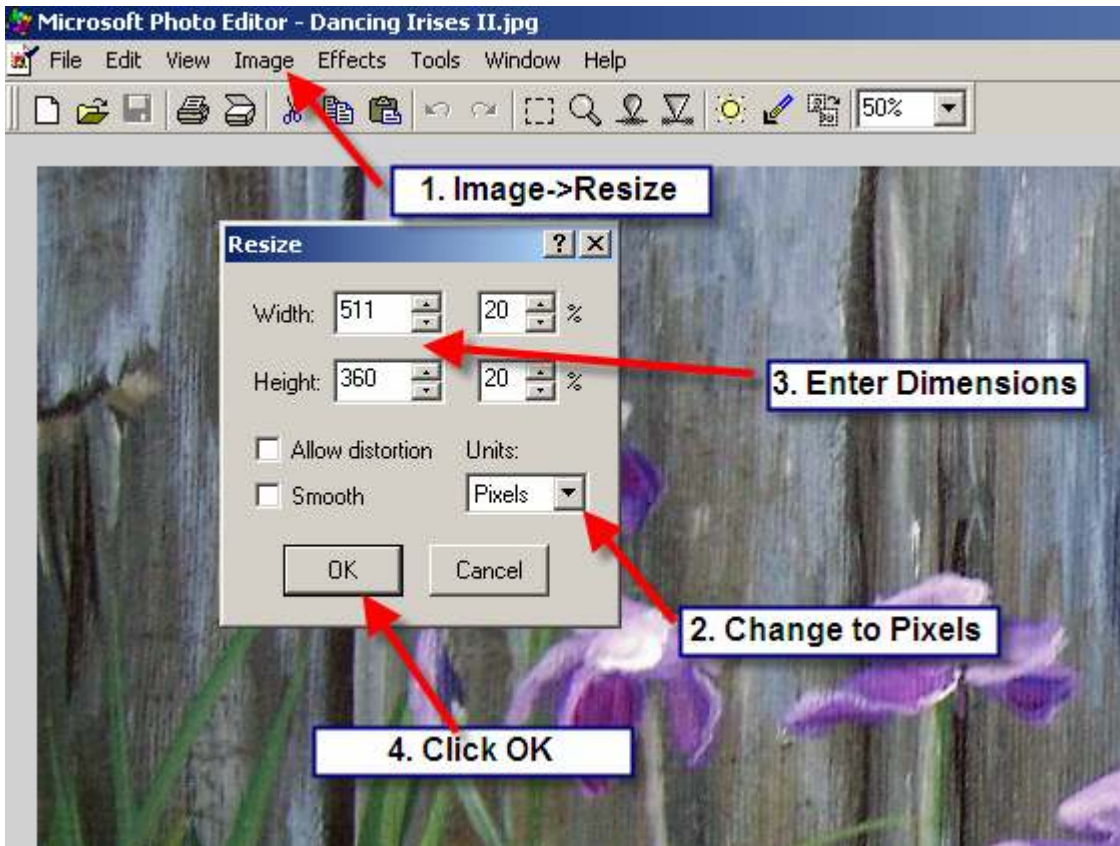 Microsoft Photo Editor - Dancing Irises II.jpg
File Edit View Image Effects Tools Window Help
50%
1. Image->Resize
Resize
Width: 511 20 %
Height: 360 20 %
3. Enter Dimensions
Allow distortion Units:
Smooth Pixels
OK Cancel
2. Change to Pixels
4. Click OK